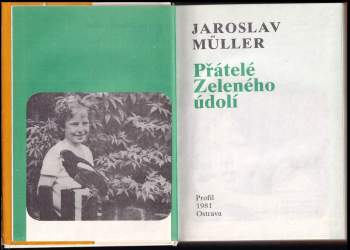 JAROSLAV
MÜLLER
Přátelé
Zeleného
údolí
Profil
1981
Ostrava